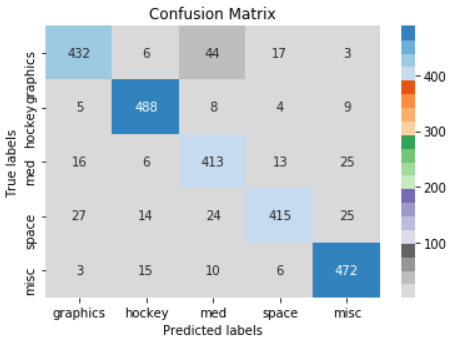 Confusion Matrix
True labels
graphics 432 6 44 17 3
hockey 5 488 8 4 9
med 16 6 413 13 25
space 27 14 24 415 25
misc 3 15 10 6 472
graphics hockey med space misc
Predicted labels
400
300
200
100